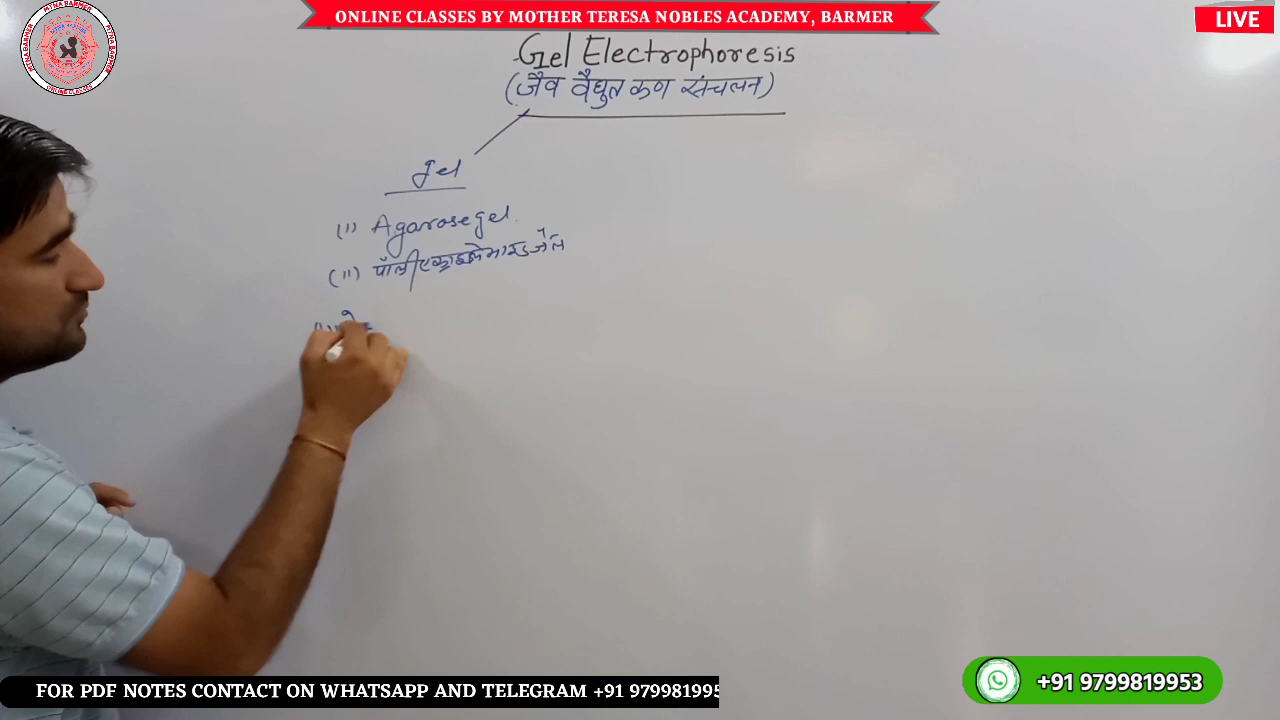 ONLINE CLASSES BY MOTHER TERESA NOBLES ACADEMY, BARMER
LIVE
Gel Electrophoresis
(जैव वैद्युत कण संचलन)
gel
(i) Agarose gel.
(ii) पॉलीएक्राइलेमाइड जैल
FOR PDF NOTES CONTACT ON WHATSAPP AND TELEGRAM +91 979981995
+91 9799819953